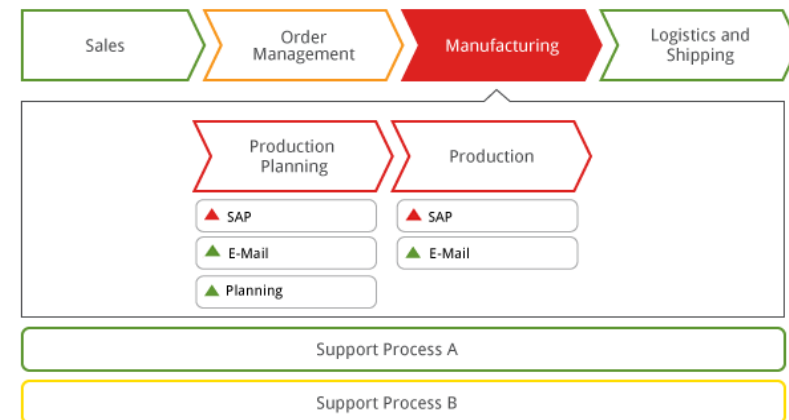 Sales
Order
Management
Manufacturing
Logistics and
Shipping
Production
Planning
Production
SAP
E-Mail
Planning
SAP
E-Mail
Support Process A
Support Process B